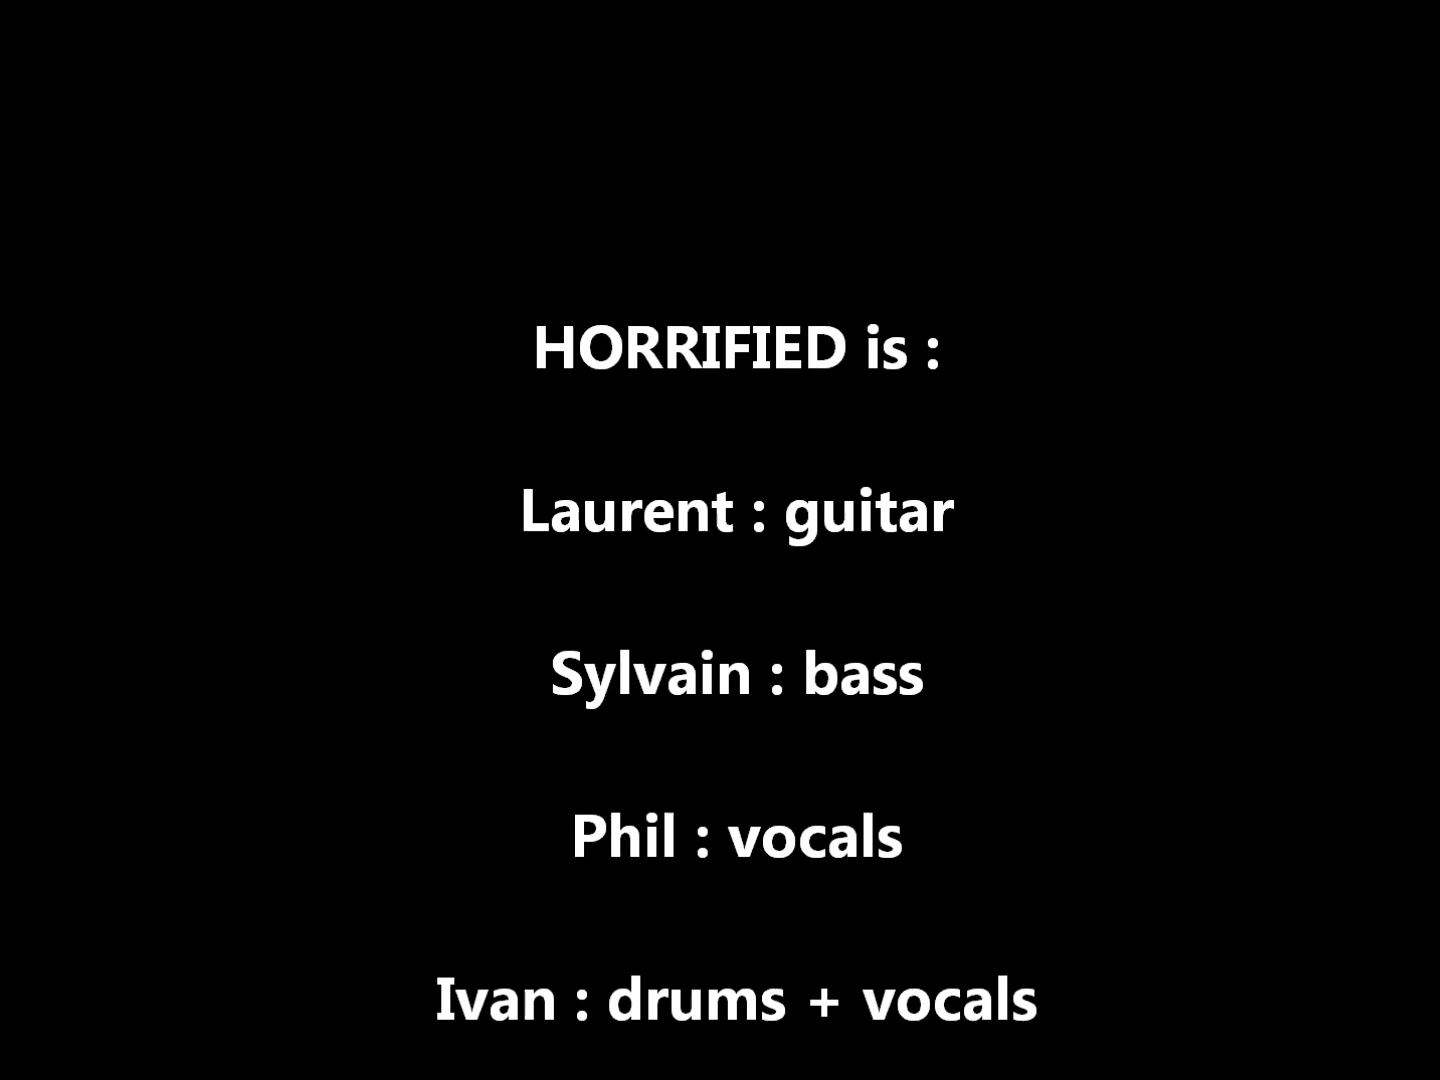 HORRIFIED is :
Laurent : guitar
Sylvain : bass
Phil : vocals
Ivan : drums + vocals